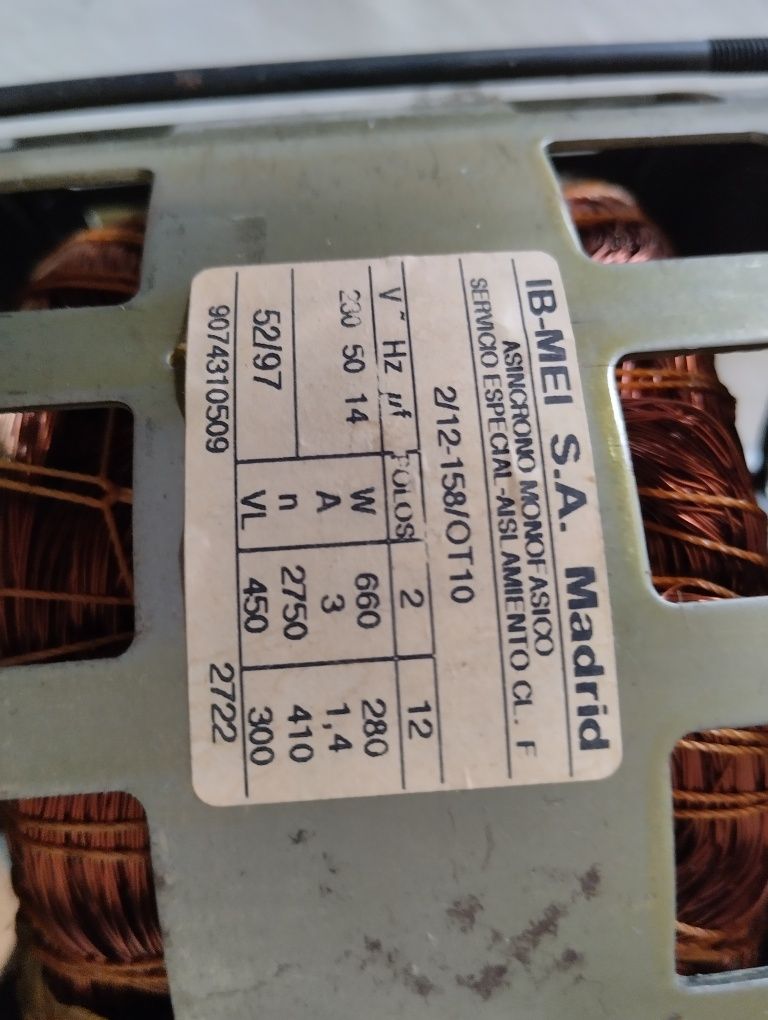 IB-MEI S.A. Madrid
ASINCRONO MONOFASICO
SERVICIO ESPECIAL-AISLAMIENTO CL. F
2/12-158/OT10
V~ Hz µf POLOS 2 12
230 50 14 W 660 280
A 3 1,4
n 2750 410
52/97 VL 450 300
9074310509 2722